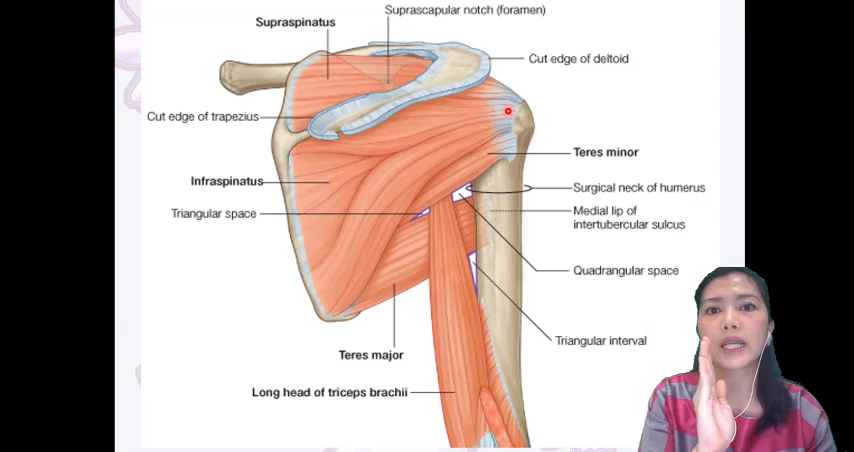 Suprascapular notch (foramen)
Supraspinatus
Cut edge of deltoid
Cut edge of trapezius
Teres minor
Infraspinatus
Surgical neck of humerus
Triangular space
Medial lip of
intertubercular sulcus
Quadrangular space
Triangular interval
Teres major
Long head of triceps brachii